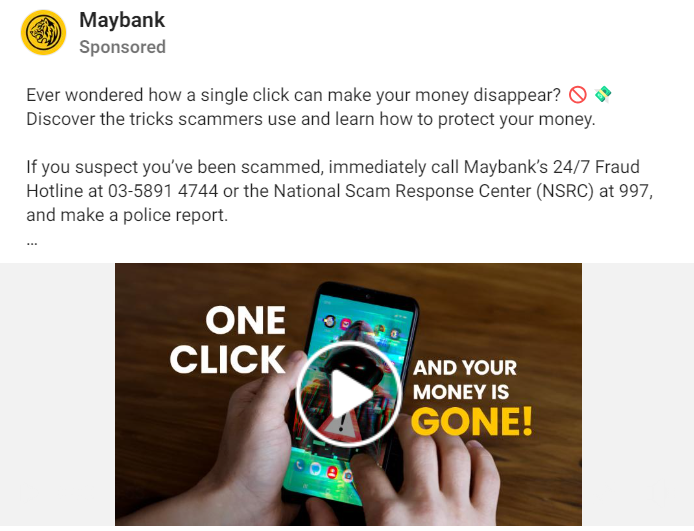 Maybank
Sponsored
Ever wondered how a single click can make your money disappear? 🚫 💸
Discover the tricks scammers use and learn how to protect your money.
If you suspect you’ve been scammed, immediately call Maybank’s 24/7 Fraud
Hotline at 03-5891 4744 or the National Scam Response Center (NSRC) at 997,
and make a police report.
...
ONE
CLICK
AND YOUR
MONEY IS
GONE!